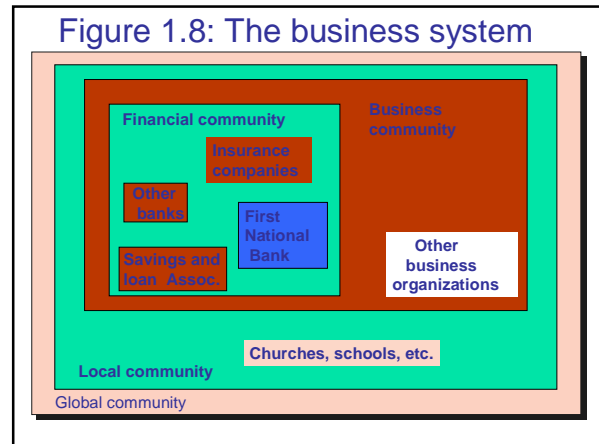 Figure 1.8: The business system
Financial community
Business
community
Insurance
companies
Other
banks
First
National
Bank
Savings and
loan Assoc.
Other
business
organizations
Churches, schools, etc.
Local community
Global community